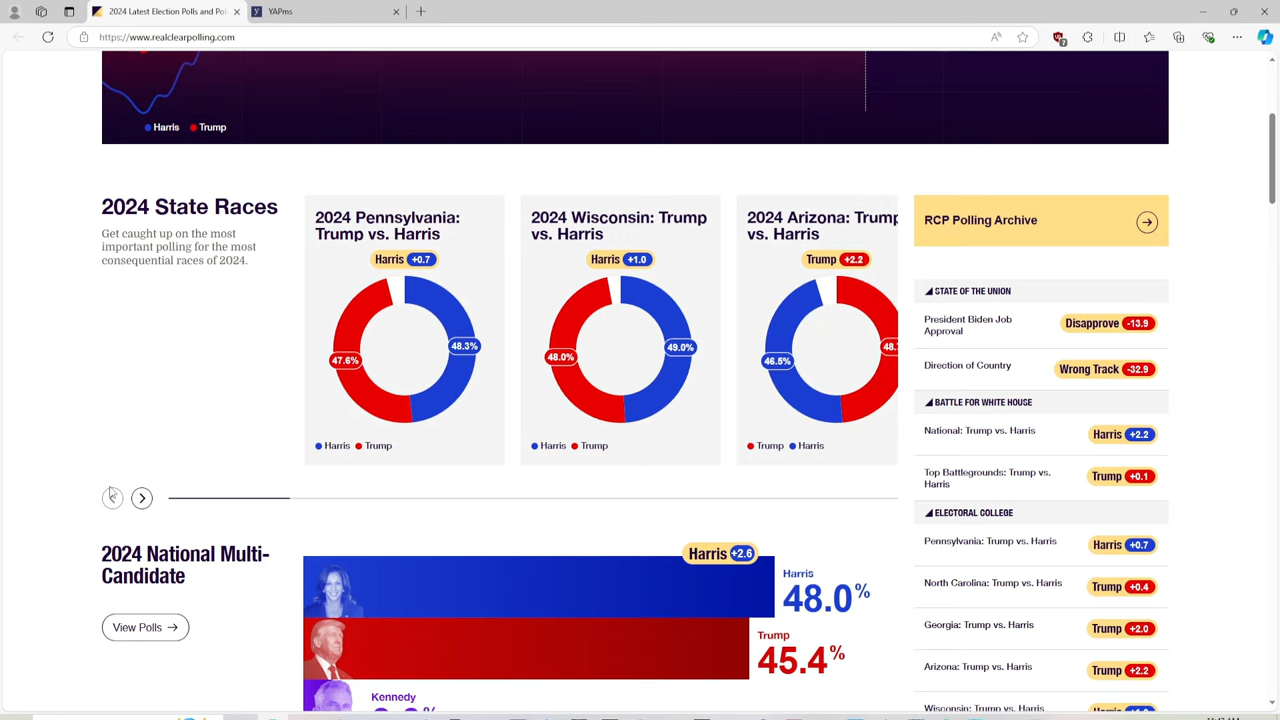 2024 Latest Election Polls and Pol
YAPms
https://www.realclearpolling.com
7
Harris Trump
2024 State Races
Get caught up on the most
important polling for the most
consequential races of 2024.
2024 Pennsylvania:
Trump vs. Harris
Harris +0.7
47.6%
48.3%
Harris Trump
2024 Wisconsin: Trump
vs. Harris
Harris +1.0
48.0%
49.0%
Harris Trump
2024 Arizona: Trump
vs. Harris
Trump +2.2
46.5%
48.
Trump Harris
RCP Polling Archive
STATE OF THE UNION
President Biden Job
Approval
Disapprove -13.9
Direction of Country
Wrong Track -32.9
BATTLE FOR WHITE HOUSE
National: Trump vs. Harris
Harris +2.2
Top Battlegrounds: Trump vs.
Harris
Trump +0.1
ELECTORAL COLLEGE
Pennsylvania: Trump vs. Harris
Harris +0.7
North Carolina: Trump vs. Harris
Trump +0.4
Georgia: Trump vs. Harris
Trump +2.0
Arizona: Trump vs. Harris
Trump +2.2
Wisconsin: Trump vs. Harris
2024 National Multi-
Candidate
View Polls
Harris +2.6
Harris
48.0%
Trump
45.4%
Kennedy